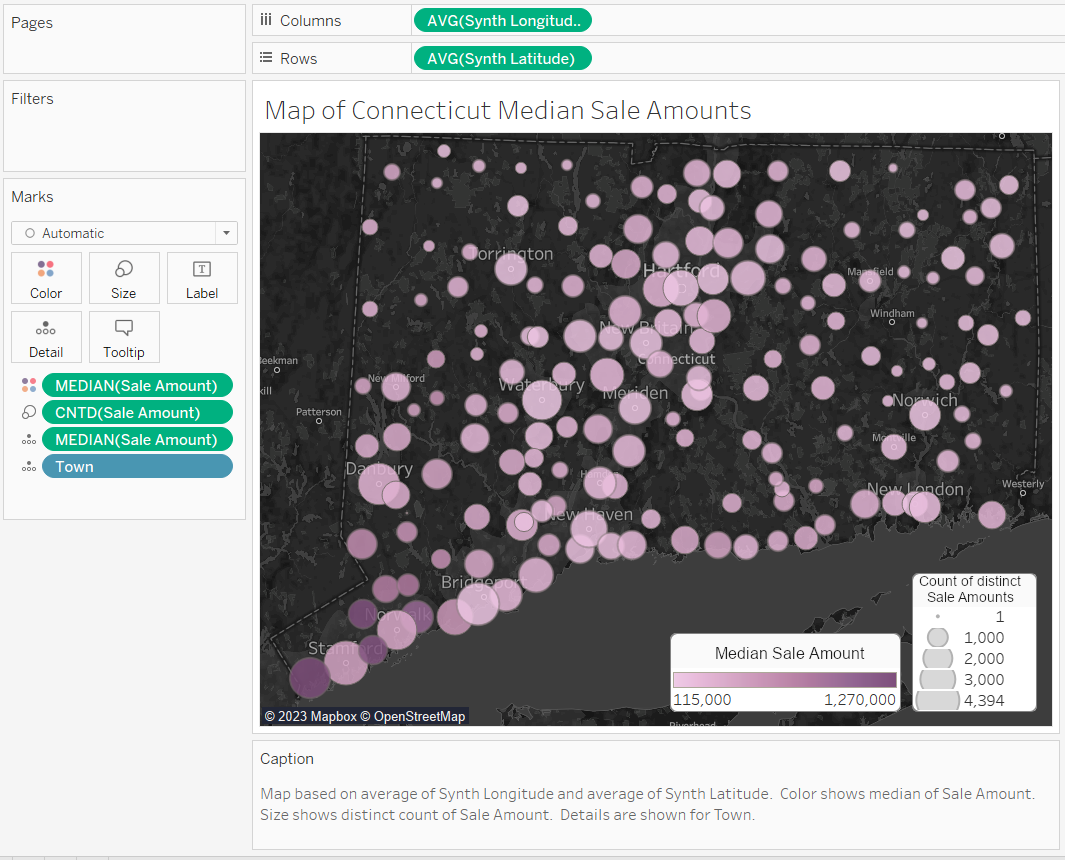 Pages
Columns
AVG(Synth Longitud..
Rows
AVG(Synth Latitude)
Filters
Marks
Automatic
Color
Size
T
Label
Detail
Tooltip
MEDIAN(Sale Amount)
CNTD(Sale Amount)
MEDIAN(Sale Amount)
Town
Map of Connecticut Median Sale Amounts
Torrington
Hartford
Mansfield
Windham
New Britain
Connecticut
Beekman
New Milford
Waterbury
Meriden
Norwich
Patterson
Montville
Danbury
Westerly
New London
New Haven
Bridgeport
Norwalk
Stamford
Count of distinct
Sale Amounts
1
1,000
2,000
3,000
4,394
Median Sale Amount
115,000 1,270,000
© 2023 Mapbox © OpenStreetMap
Riverhead
Caption
Map based on average of Synth Longitude and average of Synth Latitude.  Color shows median of Sale Amount.
Size shows distinct count of Sale Amount.  Details are shown for Town.